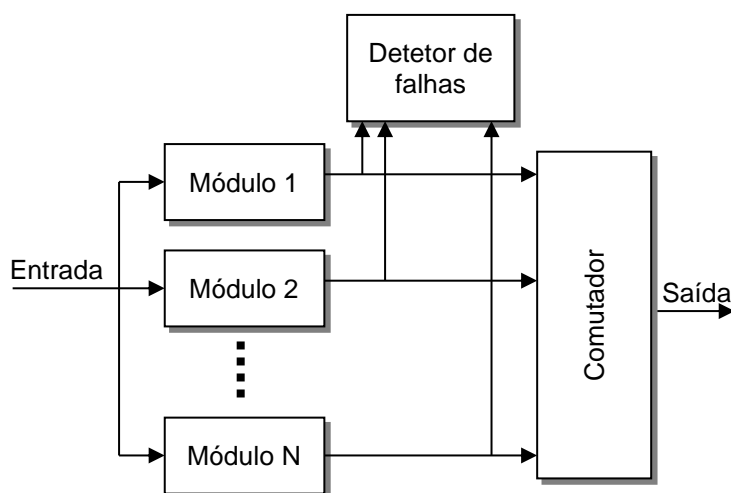 Detetor de
falhas
Módulo 1
Entrada
Módulo 2
Saída
Comutador
Módulo N